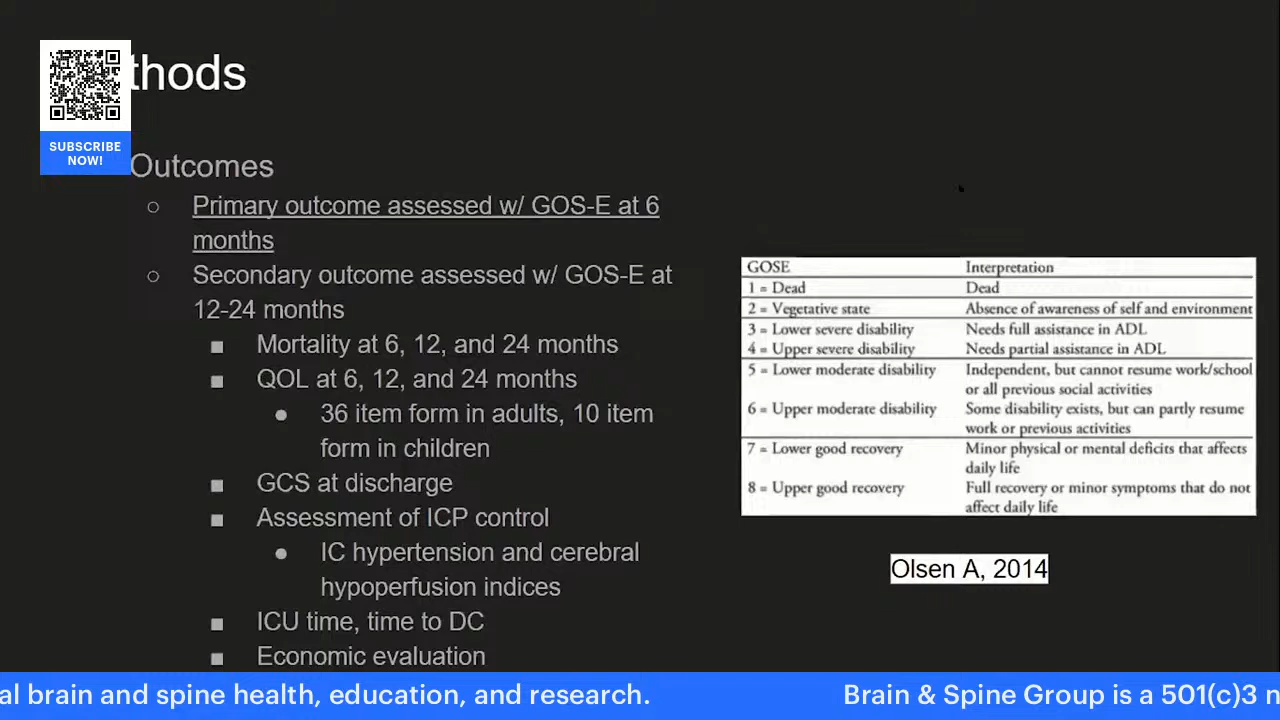 thods
SUBSCRIBE
NOW!
Outcomes
○ Primary outcome assessed w/ GOS-E at 6
months
○ Secondary outcome assessed w/ GOS-E at
12-24 months
■ Mortality at 6, 12, and 24 months
■ QOL at 6, 12, and 24 months
● 36 item form in adults, 10 item
form in children
■ GCS at discharge
■ Assessment of ICP control
● IC hypertension and cerebral
hypoperfusion indices
■ ICU time, time to DC
■ Economic evaluation
GOSE Interpretation
1 = Dead Dead
2 = Vegetative state Absence of awareness of self and environment
3 = Lower severe disability Needs full assistance in ADL
4 = Upper severe disability Needs partial assistance in ADL
5 = Lower moderate disability Independent, but cannot resume work/school
or all previous social activities
6 = Upper moderate disability Some disability exists, but can partly resume
work or previous activities
7 = Lower good recovery Minor physical or mental deficits that affects
daily life
8 = Upper good recovery Full recovery or minor symptoms that do not
affect daily life
Olsen A, 2014
al brain and spine health, education, and research. Brain & Spine Group is a 501(c)3 n